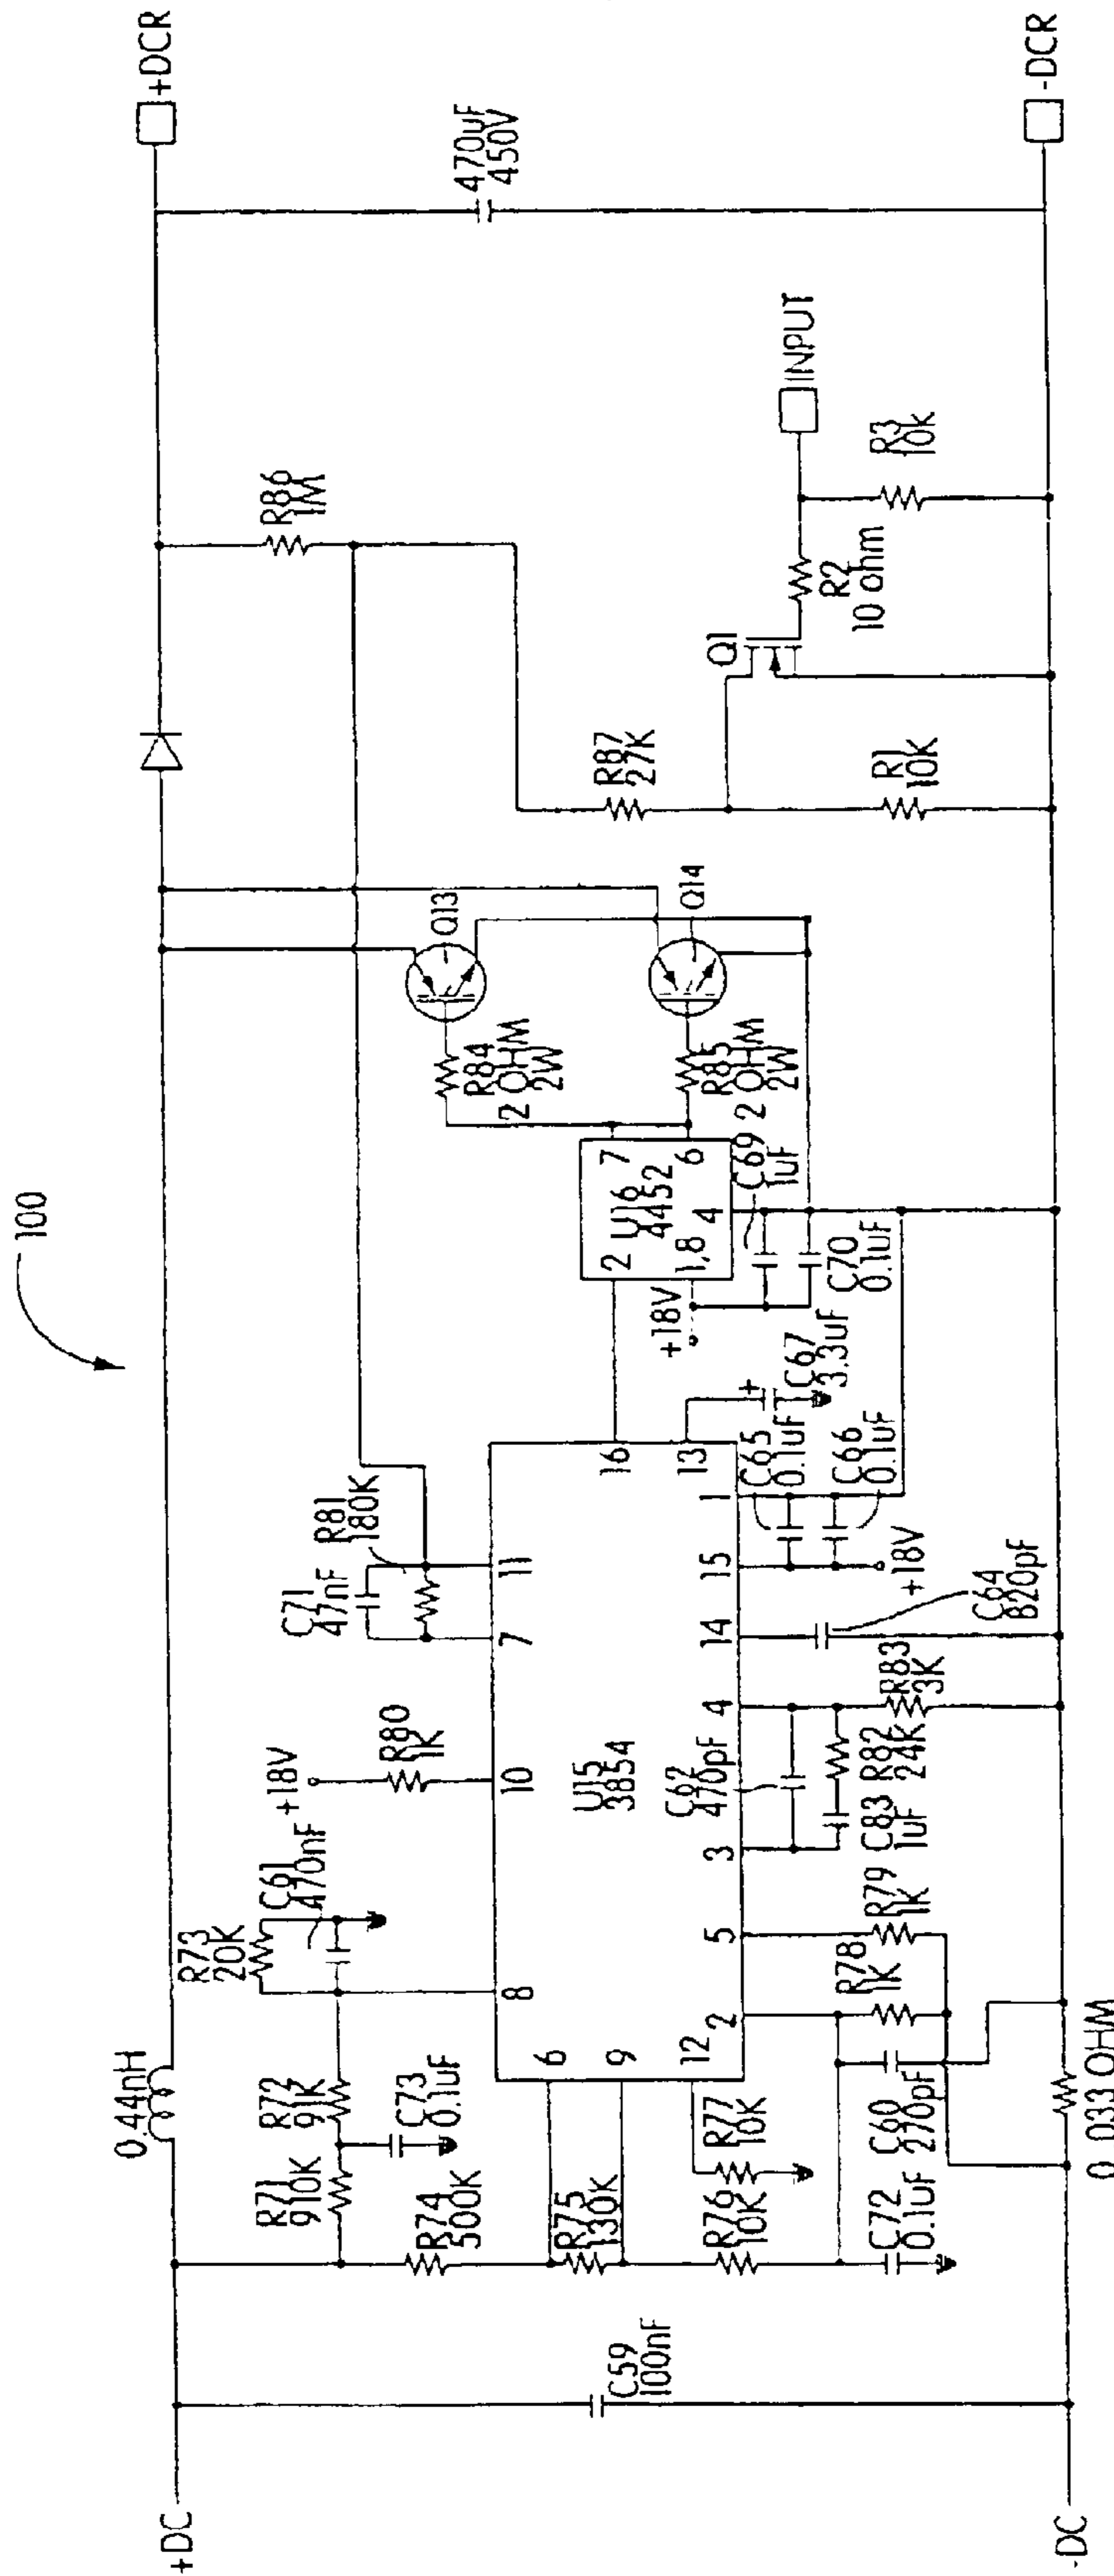 100
+DC
-DC
+DCR
-DCR
0.44nH
C59
100nF
R71
910K
R72
91K
C73
0.1uF
R73
20K
C61
470nF
+18V
R80
1K
C71
47nF
R81
180K
R74
500K
R75
130K
R76
10K
R77
10K
C72
0.1uF
C60
270pF
0.033 OHM
R78
1K
R79
1K
6
9
12
8
10
7
11
16
13
2
5
3
4
14
15
1
U15
3854
C62
470pF
C83
1uF
R82
24K
R83
3K
C64
820pF
+18V
C65
0.1uF
C66
0.1uF
C67
3.3uF
+
+18V
U16
4452
2
1,8
7
6
4
C69
1uF
C70
0.1uF
R84
2 OHM
2W
R85
2 OHM
2W
Q13
Q14
R86
1M
R87
27K
R1
10K
Q1
R2
10 ohm
R3
10K
INPUT
470uF
450V